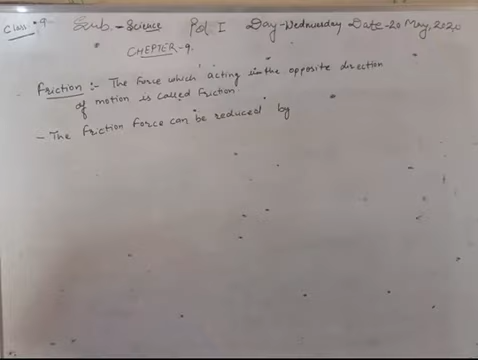 Class:-9 Sub.-Science Pd I Day-Wednesday Date-20 May, 2020
CHEPTER-9.
Friction :- The Force which acting in the opposite direction
of motion is called Friction.
- The friction Force can be reduced by